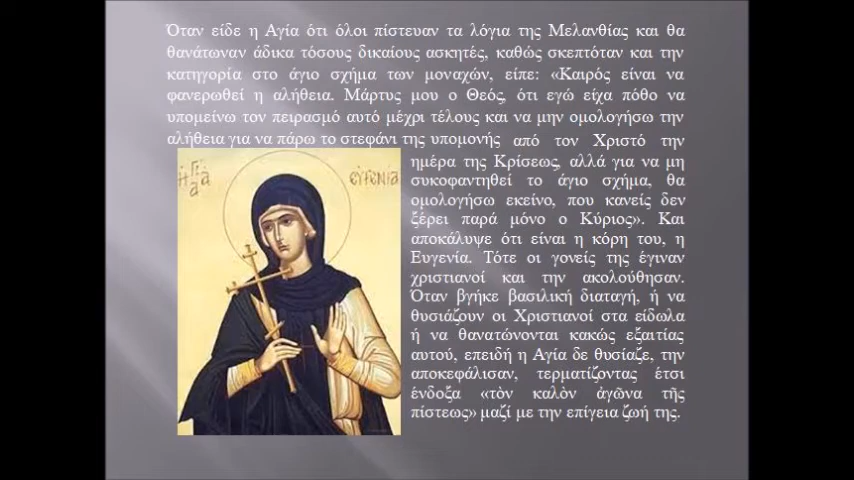 Όταν είδε η Αγία ότι όλοι πίστευαν τα λόγια της Μελανθίας και θα
θανάτωναν άδικα τόσους δικαίους ασκητές, καθώς σκεπτόταν και την
κατηγορία στο άγιο σχήμα των μοναχών, είπε: «Καιρός είναι να
φανερωθεί η αλήθεια. Μάρτυς μου ο Θεός, ότι εγώ είχα πόθο να
υπομείνω τον πειρασμό αυτό μέχρι τέλους και να μην ομολογήσω την
αλήθεια για να πάρω το στεφάνι της υπομονής από τον Χριστό την
ημέρα της Κρίσεως, αλλά για να μη
συκοφαντηθεί το άγιο σχήμα, θα
ομολογήσω εκείνο, που κανείς δεν
ξέρει παρά μόνο ο Κύριος». Και
αποκάλυψε ότι είναι η κόρη του, η
Ευγενία. Τότε οι γονείς της έγιναν
χριστιανοί και την ακολούθησαν.
Όταν βγήκε βασιλική διαταγή, ή να
θυσιάζουν οι Χριστιανοί στα είδωλα
ή να θανατώνονται κακώς εξαιτίας
αυτού, επειδή η Αγία δε θυσίαζε, την
αποκεφάλισαν, τερματίζοντας έτσι
ένδοξα «τὸν καλὸν ἀγῶνα τῆς
πίστεως» μαζί με την επίγεια ζωή της.
ἡ ἁγία
εὐγενία